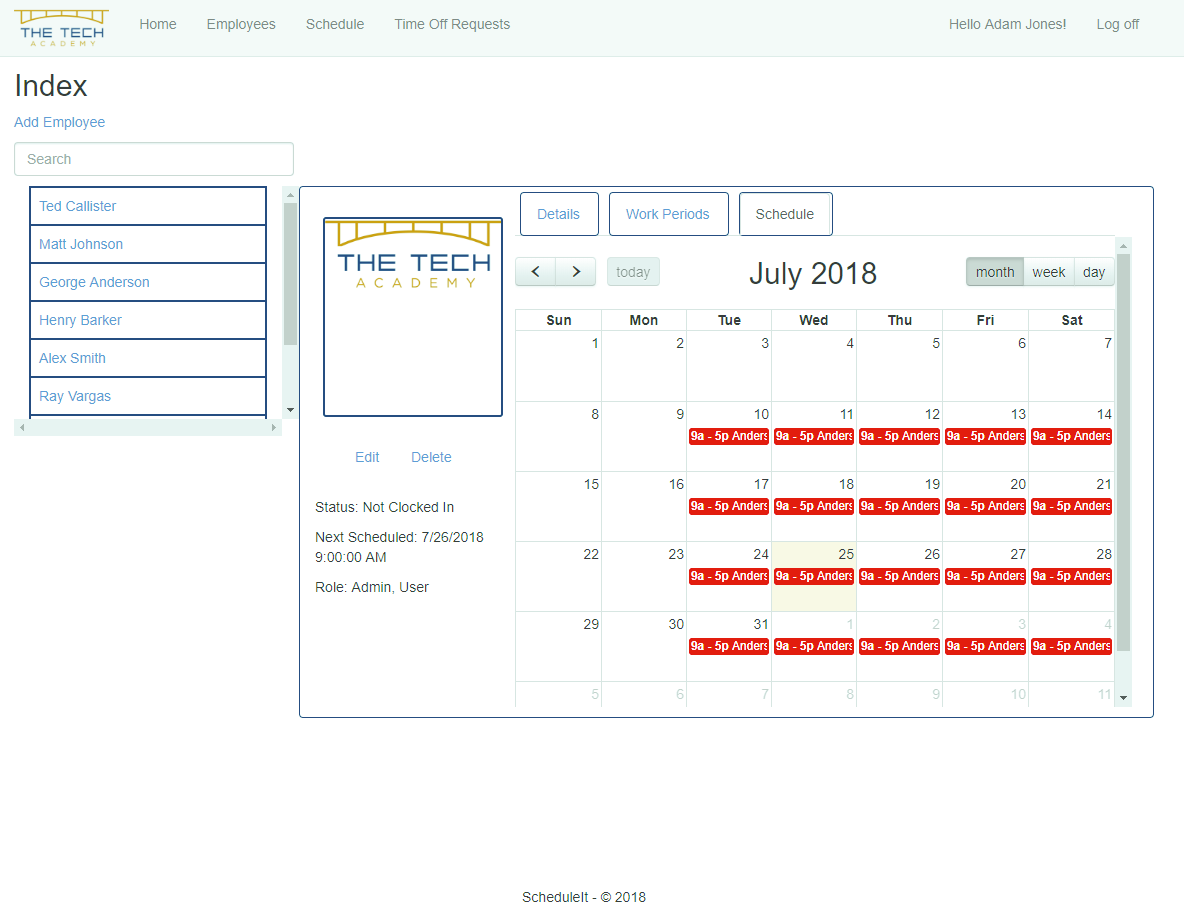 THE TECH
ACADEMY
Home Employees Schedule Time Off Requests Hello Adam Jones! Log off
Index
Add Employee
Search
Ted Callister
Matt Johnson
George Anderson
Henry Barker
Alex Smith
Ray Vargas
THE TECH
ACADEMY
Edit Delete
Status: Not Clocked In
Next Scheduled: 7/26/2018
9:00:00 AM
Role: Admin, User
Details Work Periods Schedule
today July 2018 month week day
Sun Mon Tue Wed Thu Fri Sat
1 2 3 4 5 6 7
8 9 10 11 12 13 14
9a - 5p Anders 9a - 5p Anders 9a - 5p Anders 9a - 5p Anders 9a - 5p Anders
15 16 17 18 19 20 21
9a - 5p Anders 9a - 5p Anders 9a - 5p Anders 9a - 5p Anders 9a - 5p Anders
22 23 24 25 26 27 28
9a - 5p Anders 9a - 5p Anders 9a - 5p Anders 9a - 5p Anders 9a - 5p Anders
29 30 31 1 2 3 4
9a - 5p Anders 9a - 5p Anders 9a - 5p Anders 9a - 5p Anders 9a - 5p Anders
5 6 7 8 9 10 11
ScheduleIt - © 2018